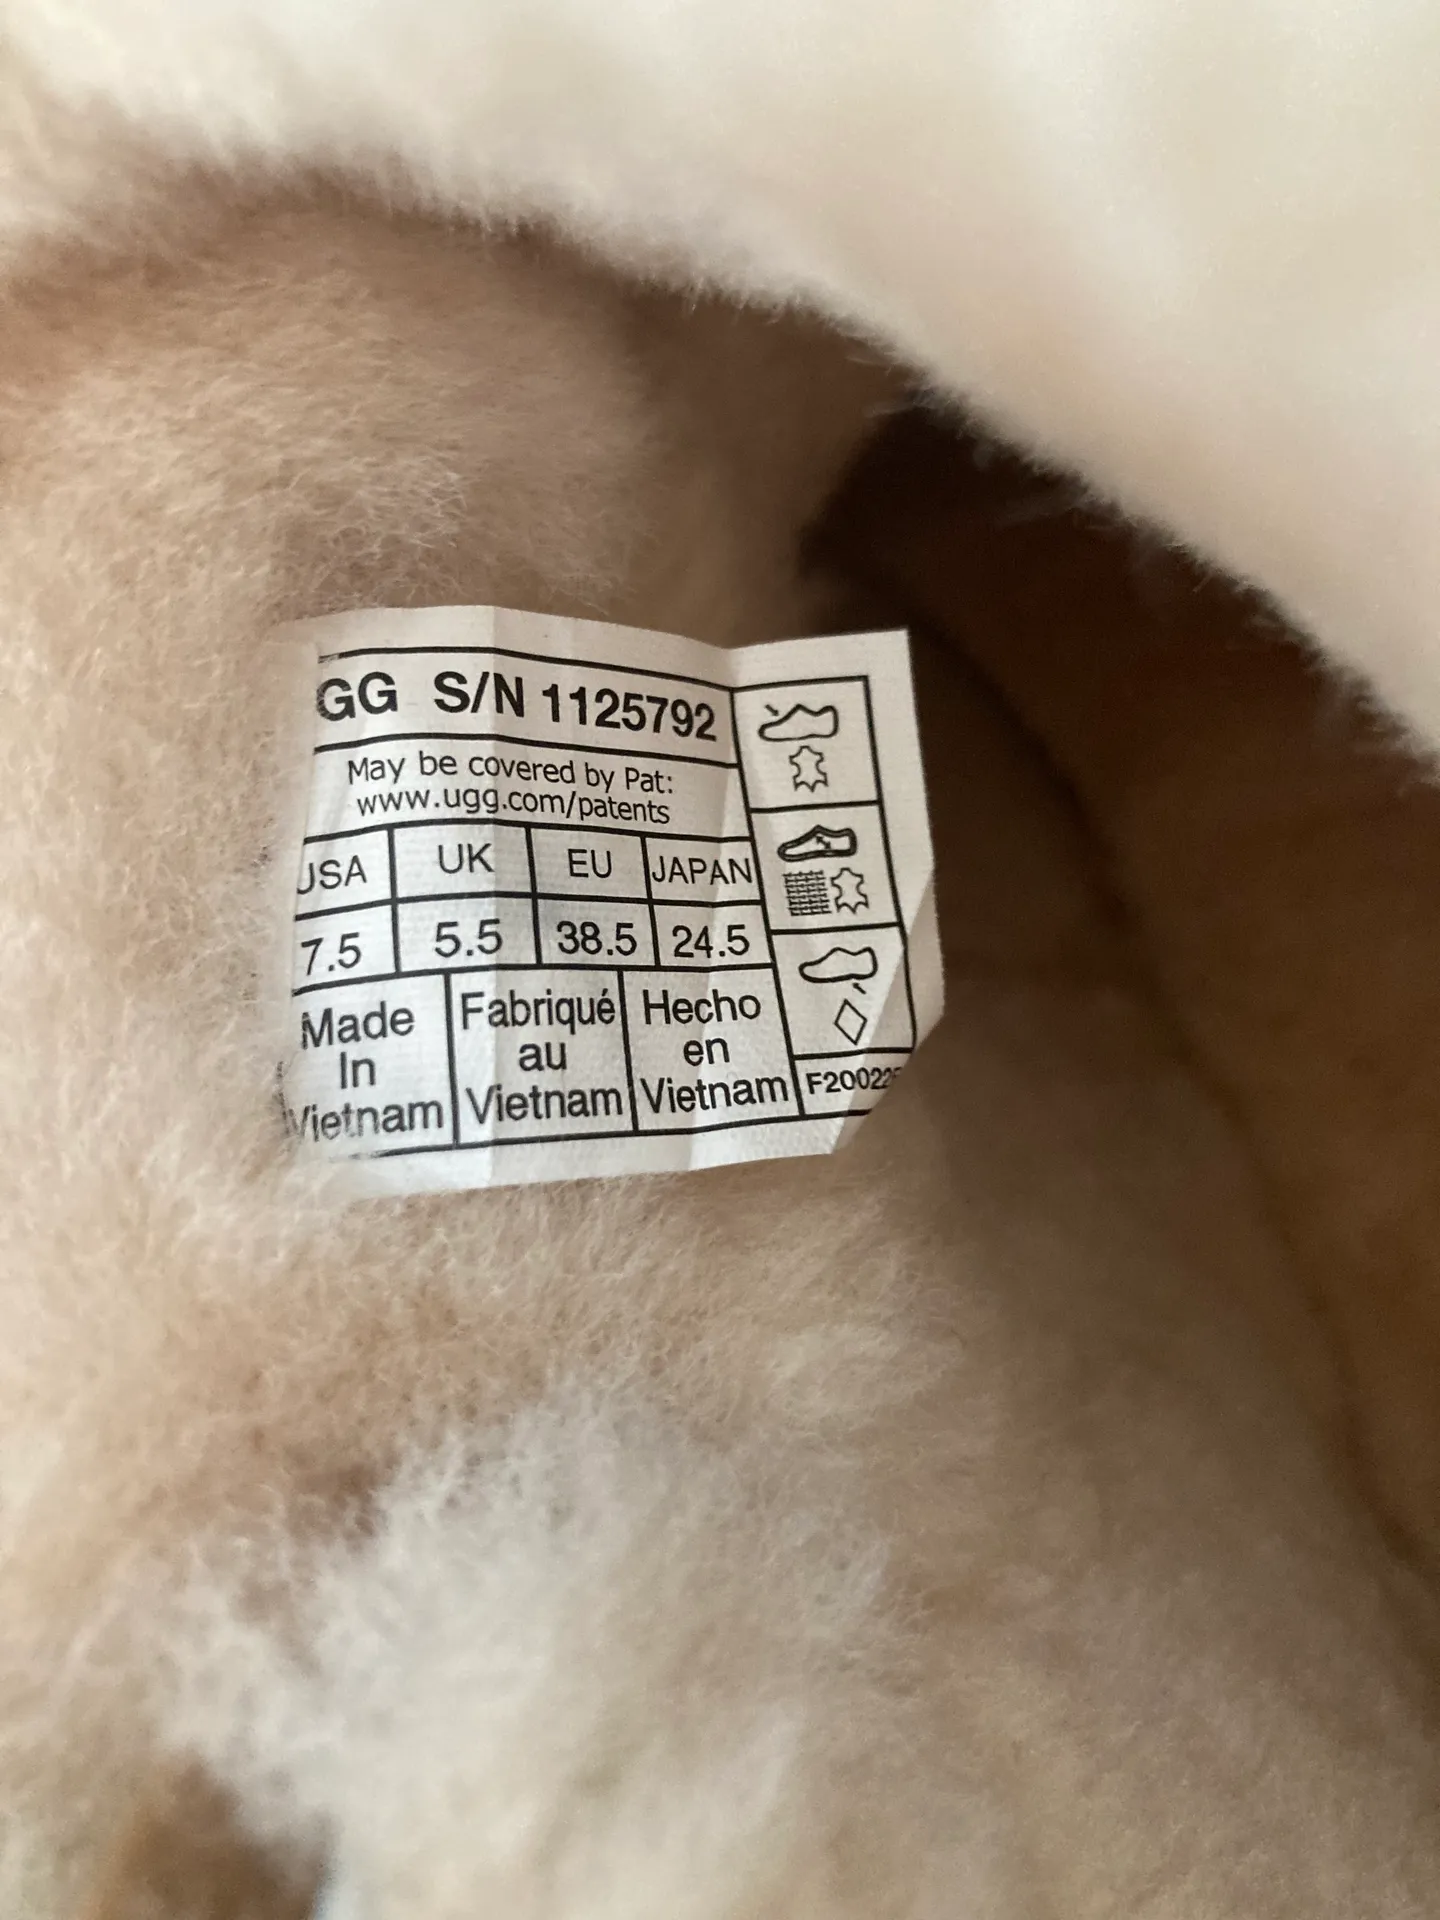 GG S/N 1125792
May be covered by Pat:
www.ugg.com/patents
USA UK EU JAPAN
7.5 5.5 38.5 24.5
Made In Vietnam
Fabriqué au Vietnam
Hecho en Vietnam